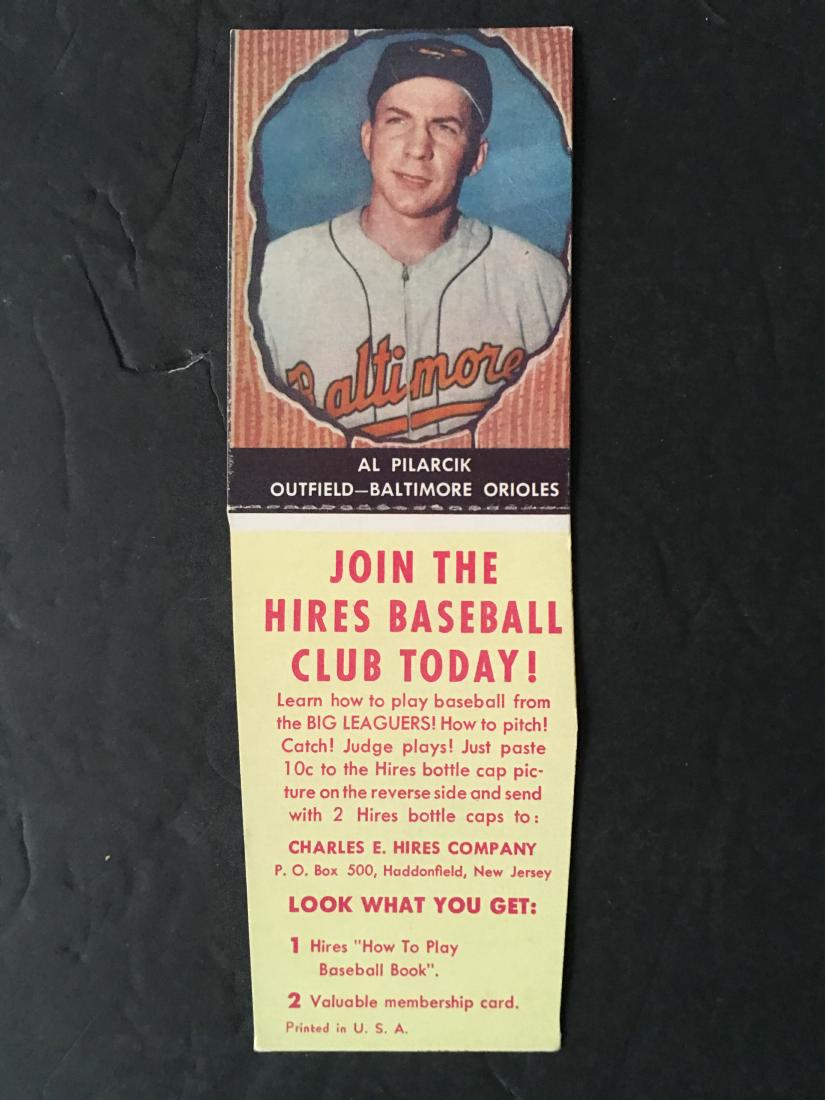 Baltimore
AL PILARCIK
OUTFIELD—BALTIMORE ORIOLES
JOIN THE
HIRES BASEBALL
CLUB TODAY!
Learn how to play baseball from
the BIG LEAGUERS! How to pitch!
Catch! Judge plays! Just paste
10c to the Hires bottle cap pic-
ture on the reverse side and send
with 2 Hires bottle caps to:
CHARLES E. HIRES COMPANY
P. O. Box 500, Haddonfield, New Jersey
LOOK WHAT YOU GET:
1 Hires "How To Play
Baseball Book".
2 Valuable membership card.
Printed in U. S. A.